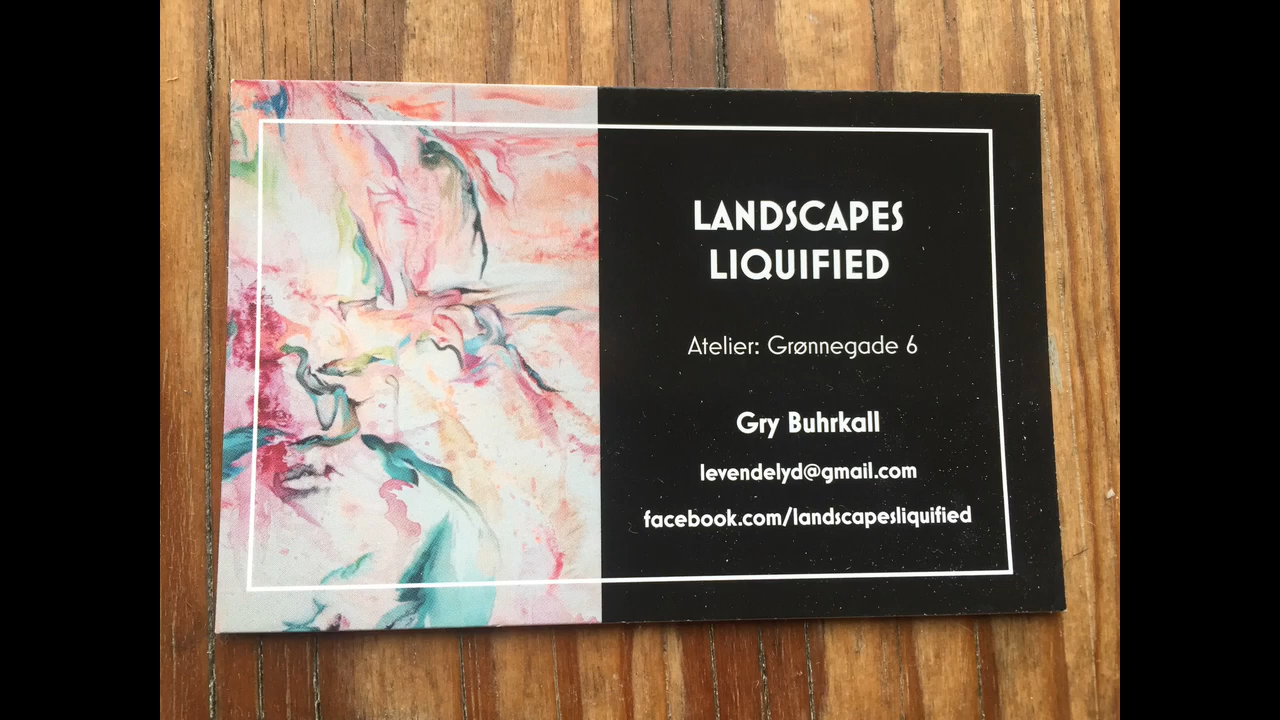 LANDSCAPES
LIQUIFIED
Atelier: Grønnegade 6
Gry Buhrkall
levendelyd@gmail.com
facebook.com/landscapesliquified